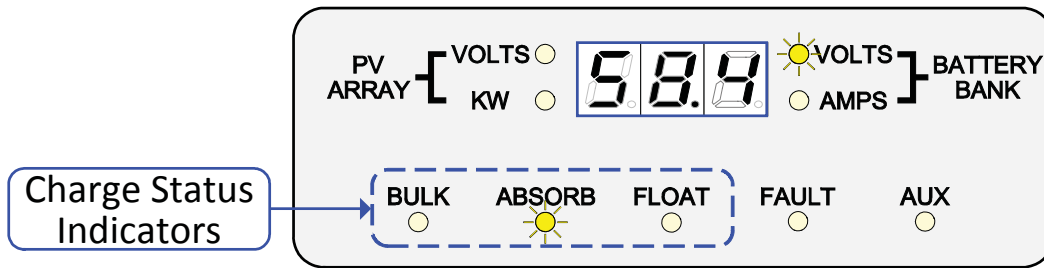 PV
ARRAY
VOLTS
KW
58.4
VOLTS
AMPS
BATTERY
BANK
Charge Status
Indicators
BULK ABSORB FLOAT FAULT AUX